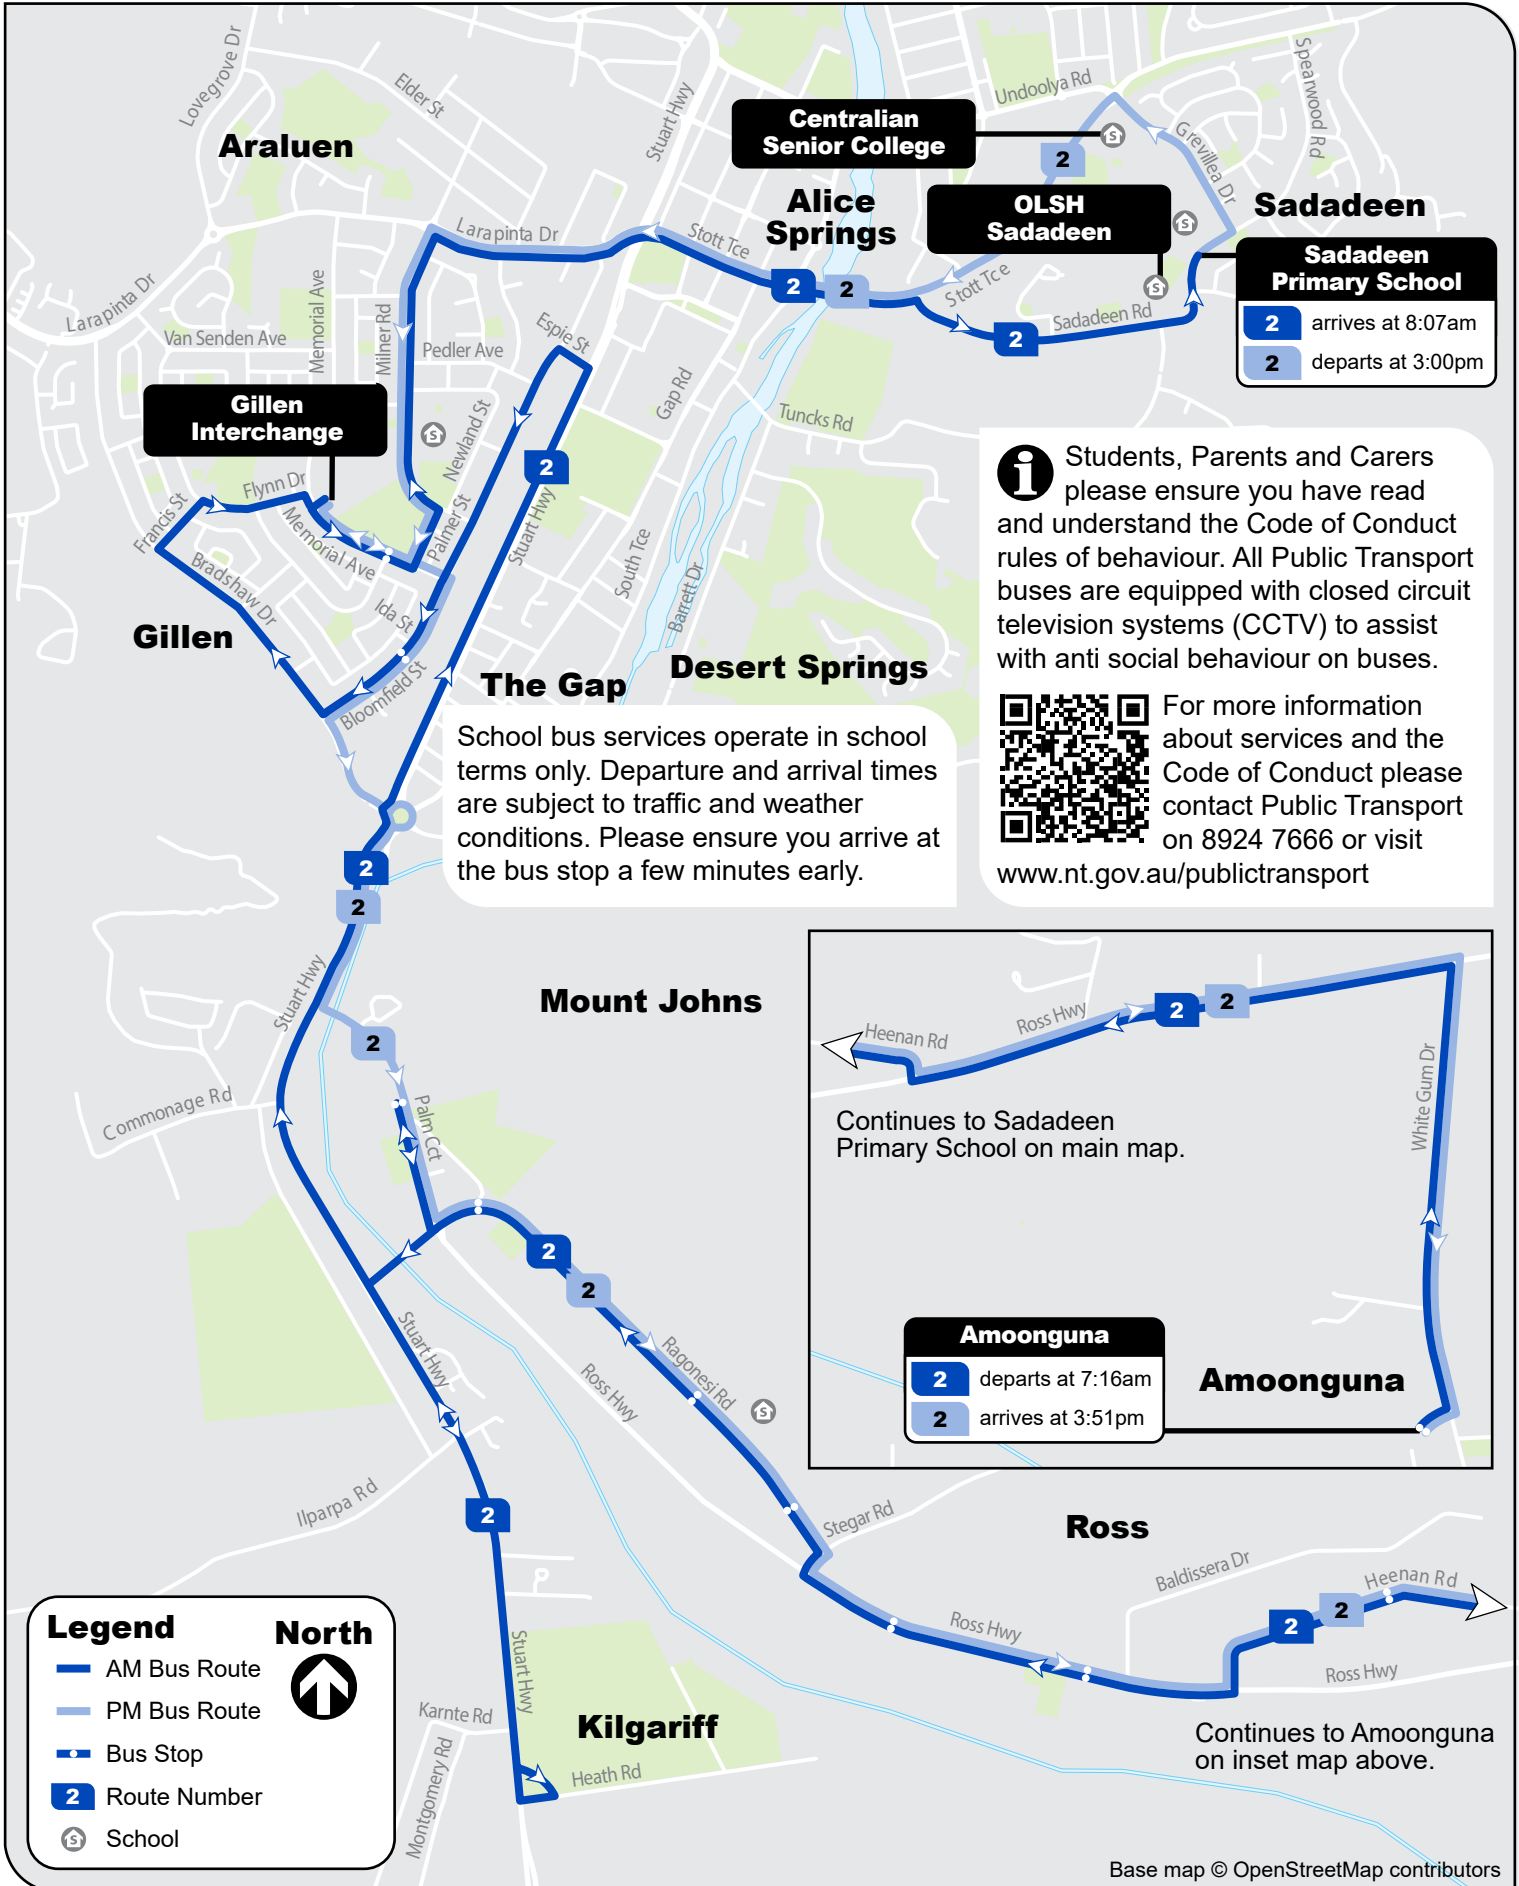 Lovegrove Dr
Elder St
Stuart Hwy
Undoolya Rd
Spearwood Rd
Centralian
Senior College
Araluen
2
Grevillea Dr
Alice
Springs
OLSH
Sadadeen
Sadadeen
Larapinta Dr
Stott Tce
Sadadeen
Primary School
2 arrives at 8:07am
2 departs at 3:00pm
2
2
Stott Tce
Sadadeen Rd
2
Larapinta Dr
Van Senden Ave
Memorial Ave
Milner Rd
Pedler Ave
Espie St
Gap Rd
Tuncks Rd
Gillen
Interchange
Newland St
2
Flynn Dr
Francis St
Memorial Ave
Palmer St
Stuart Hwy
South Tce
Barrett Dr
Bradshaw Dr
Ida St
Gillen
Bloomfield St
The Gap
Desert Springs
Students, Parents and Carers
please ensure you have read
and understand the Code of Conduct
rules of behaviour. All Public Transport
buses are equipped with closed circuit
television systems (CCTV) to assist
with anti social behaviour on buses.
For more information
about services and the
Code of Conduct please
contact Public Transport
on 8924 7666 or visit
www.nt.gov.au/publictransport
School bus services operate in school
terms only. Departure and arrival times
are subject to traffic and weather
conditions. Please ensure you arrive at
the bus stop a few minutes early.
2
2
Stuart Hwy
Mount Johns
2
Commonage Rd
Palm Cct
Heenan Rd
Ross Hwy
2
2
White Gum Dr
Continues to Sadadeen
Primary School on main map.
Amoonguna
2 departs at 7:16am
2 arrives at 3:51pm
Amoonguna
2
2
Stuart Hwy
Ross Hwy
Ragonesi Rd
Ilparpa Rd
2
Stegar Rd
Ross
Baldissera Dr
Heenan Rd
2
2
Ross Hwy
Ross Hwy
Continues to Amoonguna
on inset map above.
Stuart Hwy
Karnte Rd
Montgomery Rd
Kilgariff
Heath Rd
Legend
North
AM Bus Route
PM Bus Route
Bus Stop
2 Route Number
S School
Base map © OpenStreetMap contributors